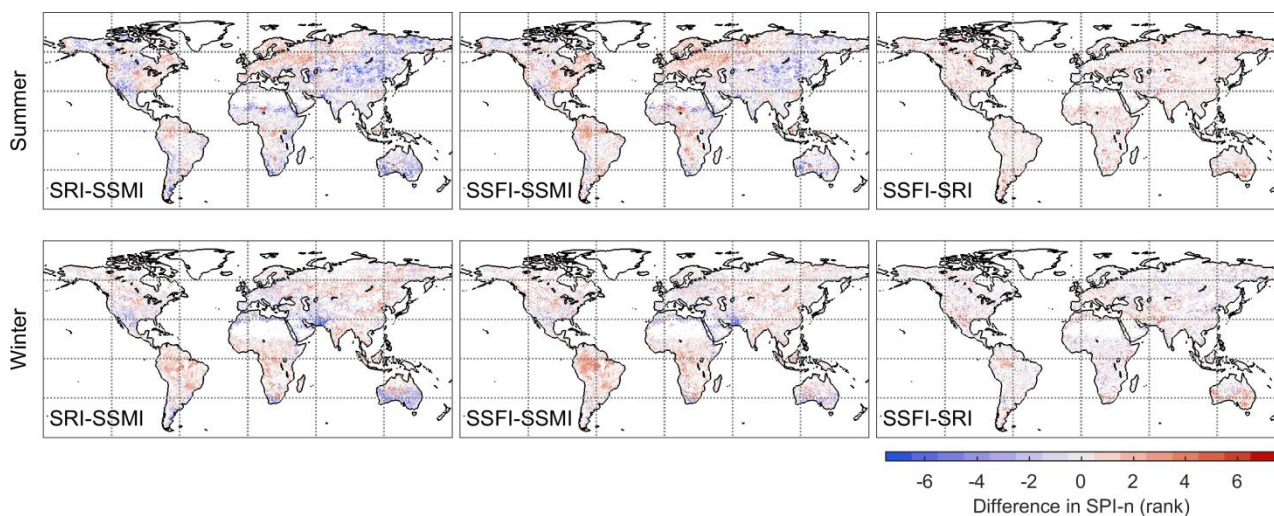 Summer
SRI-SSMI
SSFI-SSMI
SSFI-SRI
Winter
SRI-SSMI
SSFI-SSMI
SSFI-SRI
-6 -4 -2 0 2 4 6
Difference in SPI-n (rank)